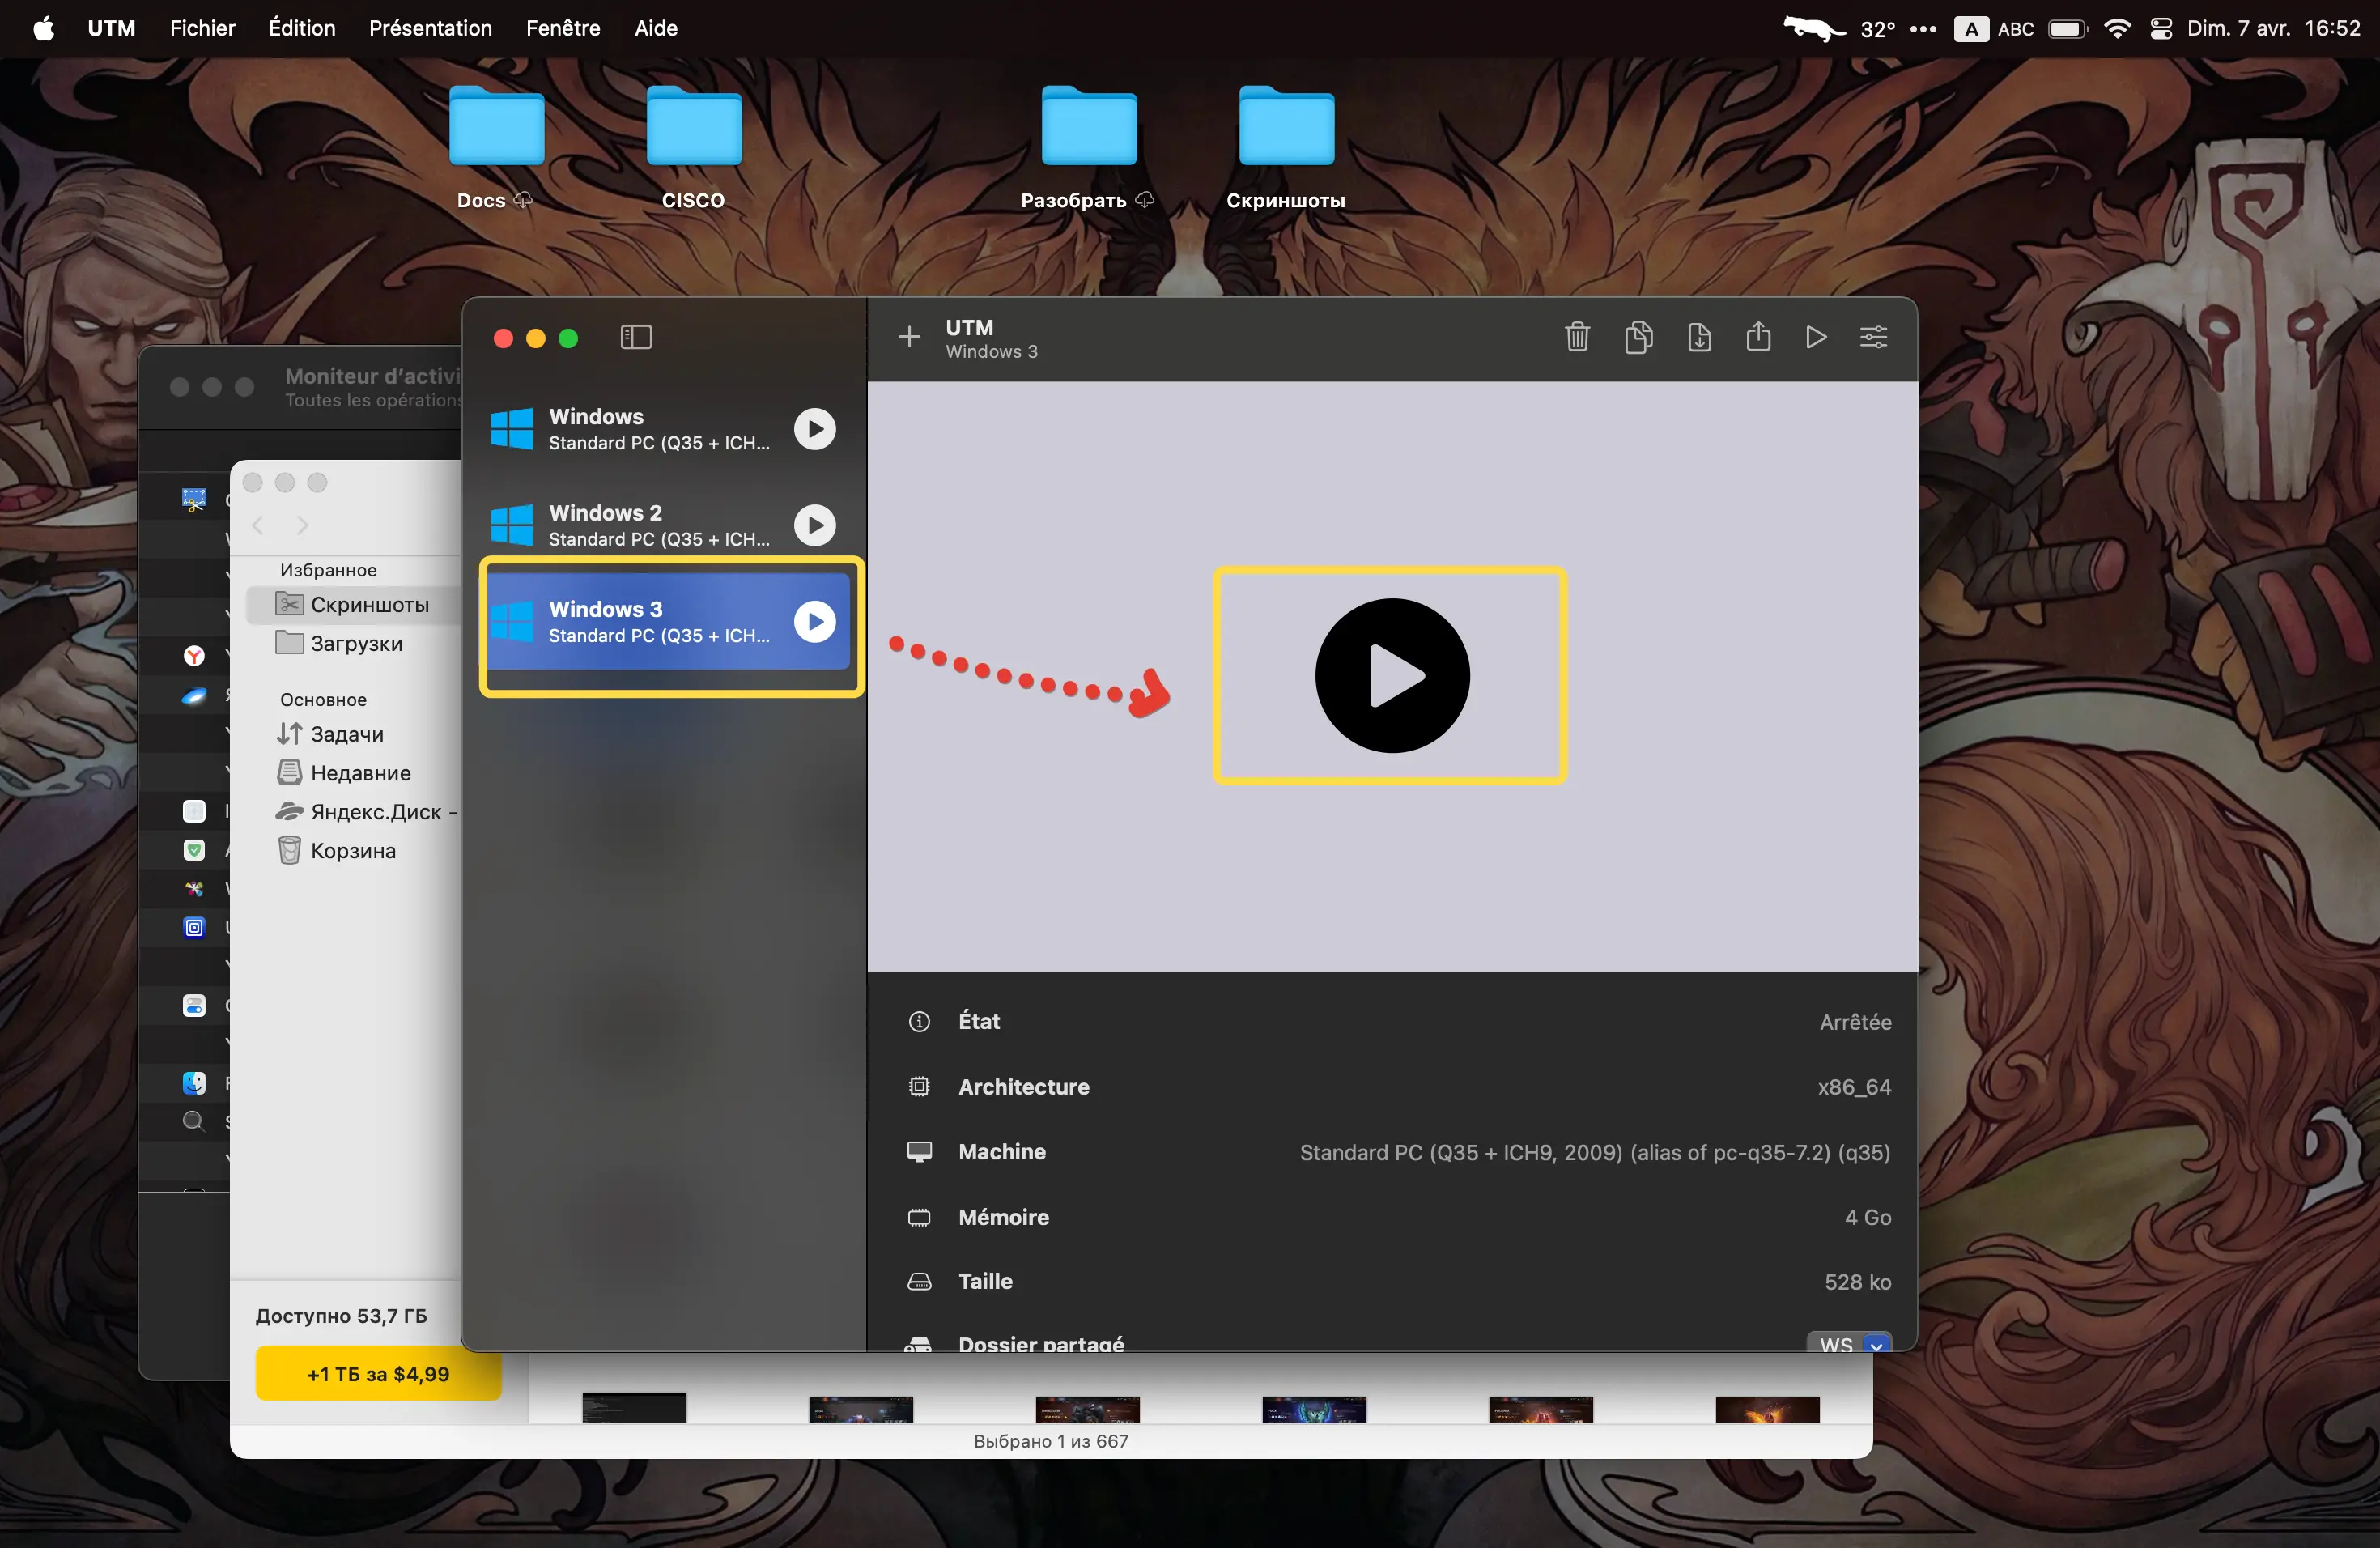 UTM Fichier Édition Présentation Fenêtre Aide
32° ••• A ABC Dim. 7 avr. 16:52
Docs
CISCO
Разобрать
Скриншоты
Moniteur d’activi
Toutes les opérations
Избранное
Скриншоты
Загрузки
Основное
Задачи
Недавние
Яндекс.Диск -
Корзина
Доступно 53,7 ГБ
+1 ТБ за $4,99
Выбрано 1 из 667
Windows
Standard PC (Q35 + ICH...
Windows 2
Standard PC (Q35 + ICH...
Windows 3
Standard PC (Q35 + ICH...
UTM
Windows 3
État Arrêtée
Architecture x86_64
Machine Standard PC (Q35 + ICH9, 2009) (alias of pc-q35-7.2) (q35)
Mémoire 4 Go
Taille 528 ko
Dossier partagé WS